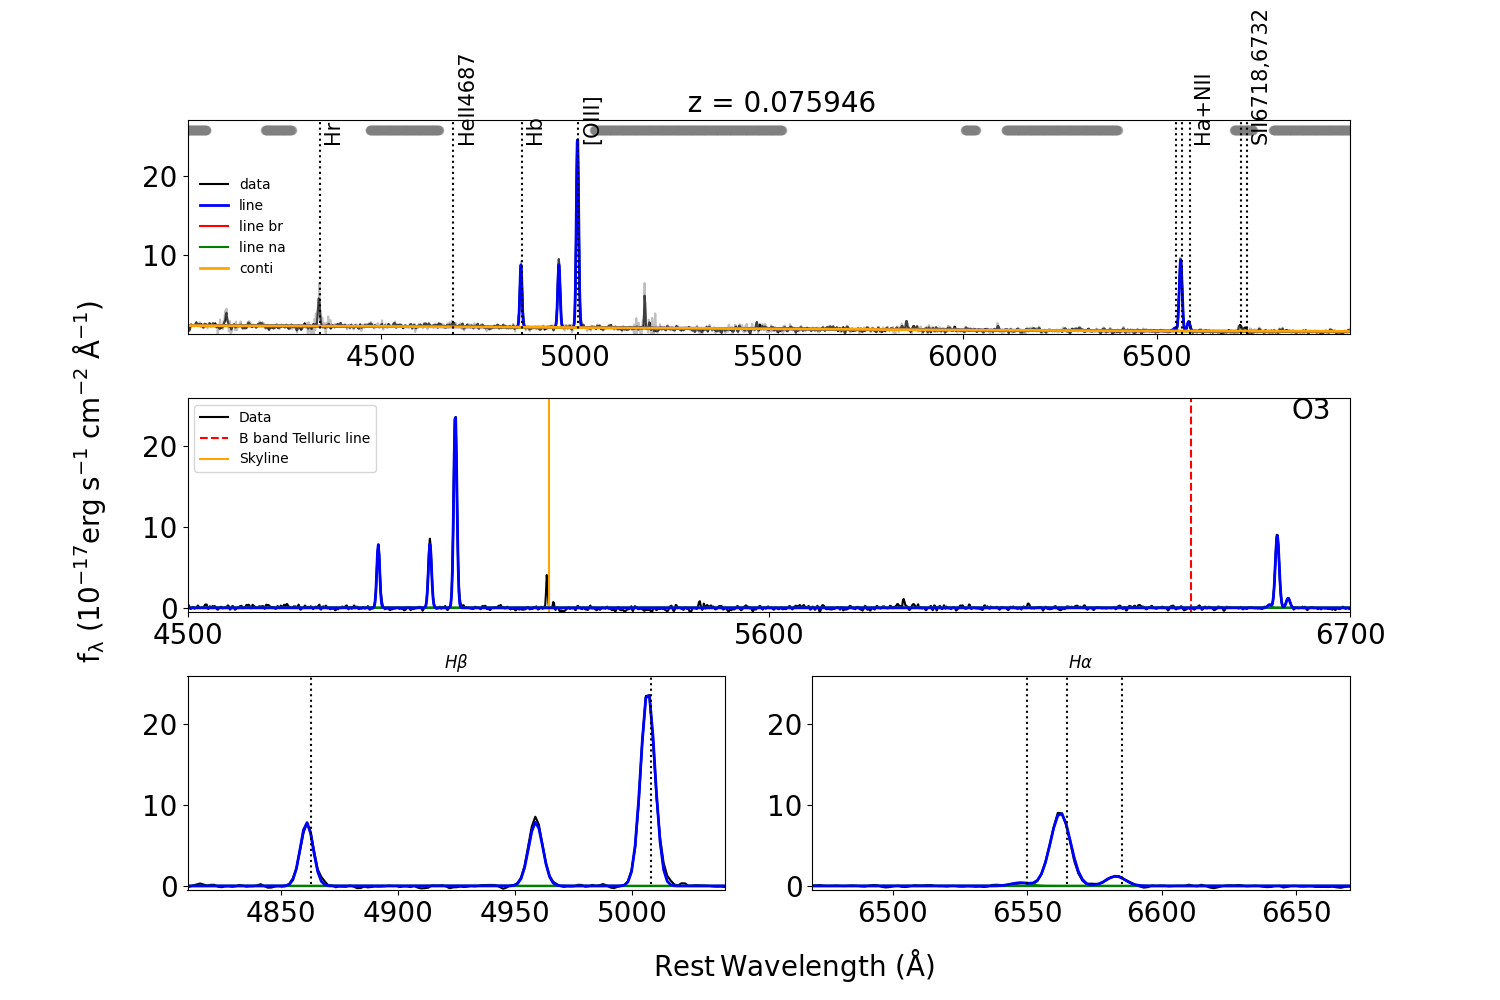 z = 0.075946
Hr
HeII4687
Hb
[OIII]
Ha+NII
SII6718,6732
20
10
data
line
line br
line na
conti
4500 5000 5500 6000 6500
fλ (10⁻¹⁷erg s⁻¹ cm⁻² Å⁻¹)
20
10
0
Data
B band Telluric line
Skyline
O3
4500 5600 6700
Hβ
20
10
0
4850 4900 4950 5000
Hα
20
10
0
6500 6550 6600 6650
Rest Wavelength (Å)